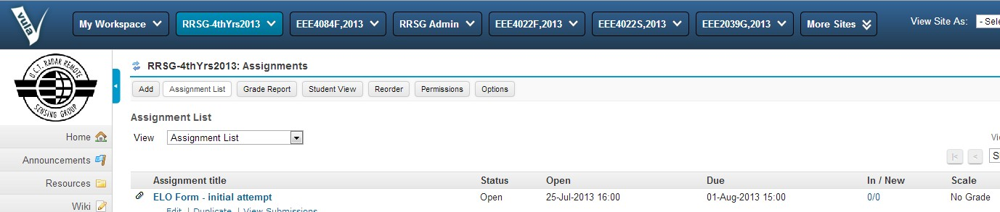 vula
My Workspace RRSG-4thYrs2013 EEE4084F,2013 RRSG Admin EEE4022F,2013 EEE4022S,2013 EEE2039G,2013 More Sites View Site As: - Sele
U.C.T. RADAR REMOTE
SENSING GROUP
RRSG-4thYrs2013: Assignments
Add Assignment List Grade Report Student View Reorder Permissions Options
Assignment List
View Assignment List
Home
Announcements
Resources
Wiki
Assignment title Status Open Due In / New Scale
ELO Form - initial attempt Open 25-Jul-2013 16:00 01-Aug-2013 15:00 0/0 No Grade
Edit | Duplicate | View Submissions